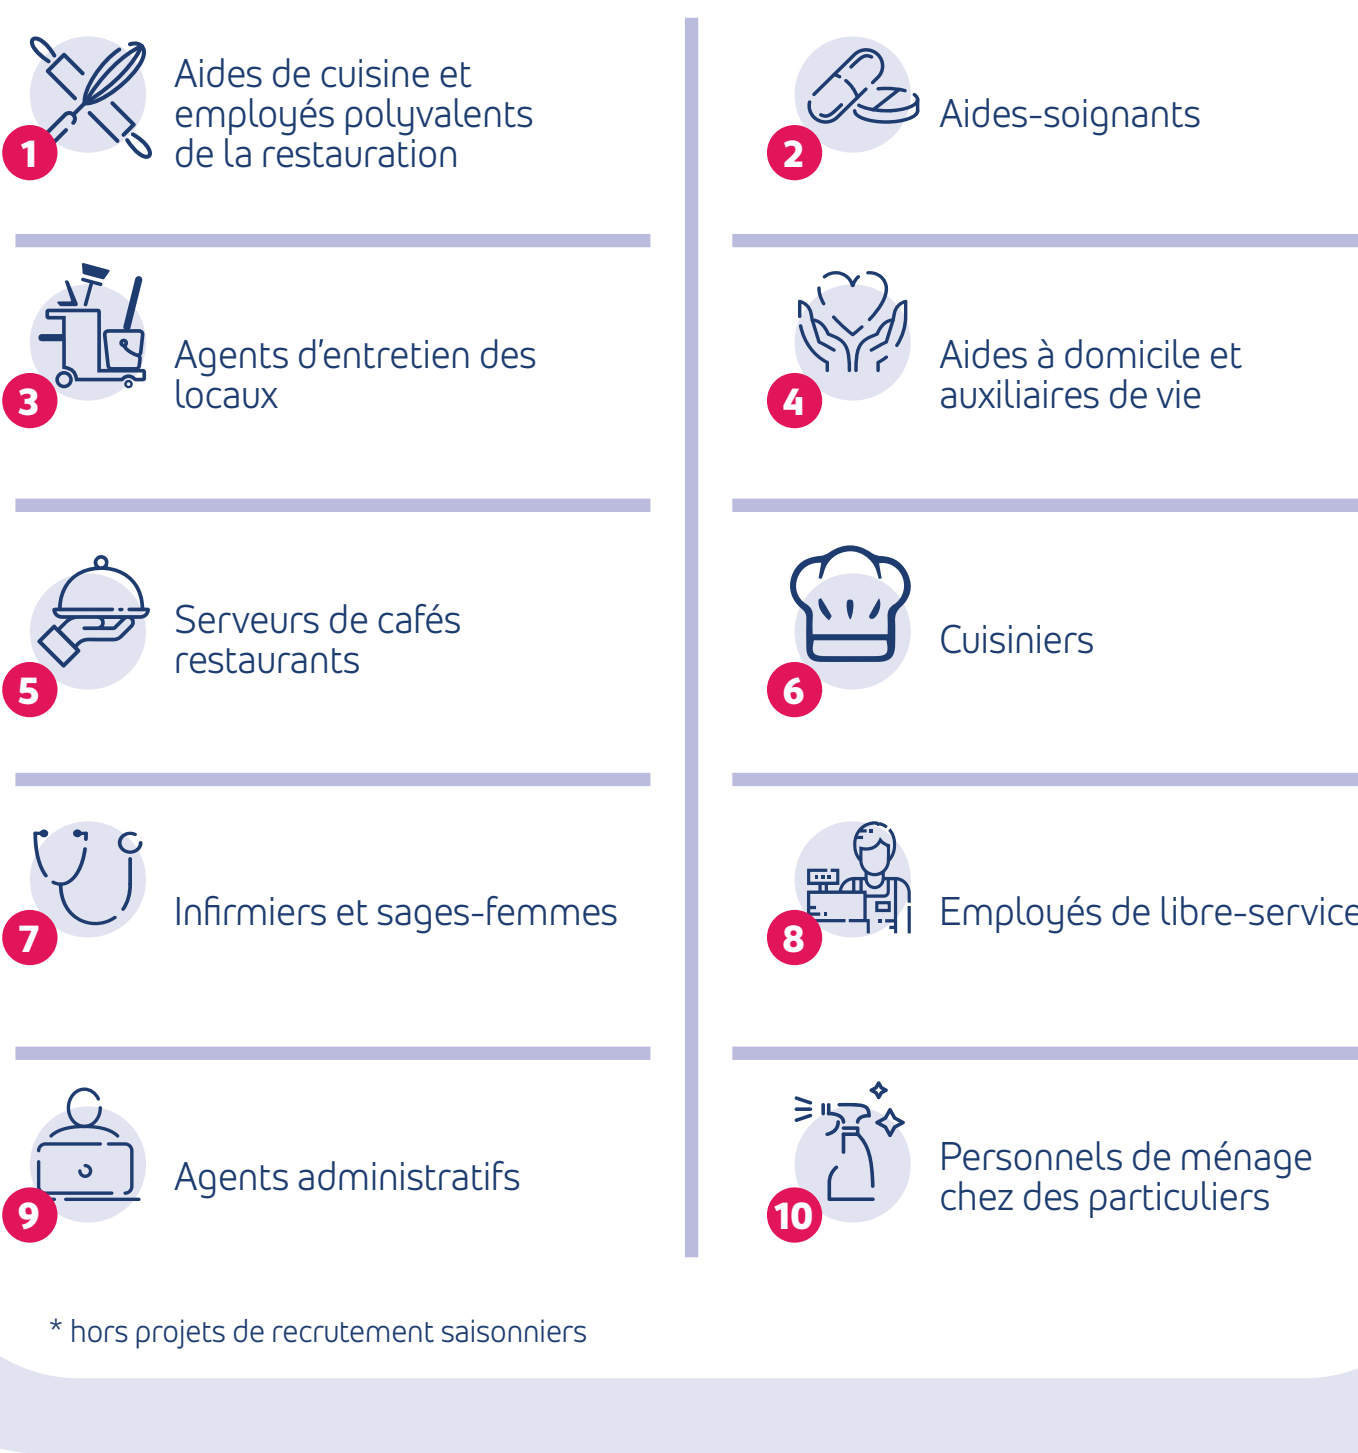 1
Aides de cuisine et
employés polyvalents
de la restauration
2
Aides-soignants
3
Agents d'entretien des
locaux
4
Aides à domicile et
auxiliaires de vie
5
Serveurs de cafés
restaurants
6
Cuisiniers
7
Infirmiers et sages-femmes
8
Employés de libre-service
9
Agents administratifs
10
Personnels de ménage
chez des particuliers
* hors projets de recrutement saisonniers